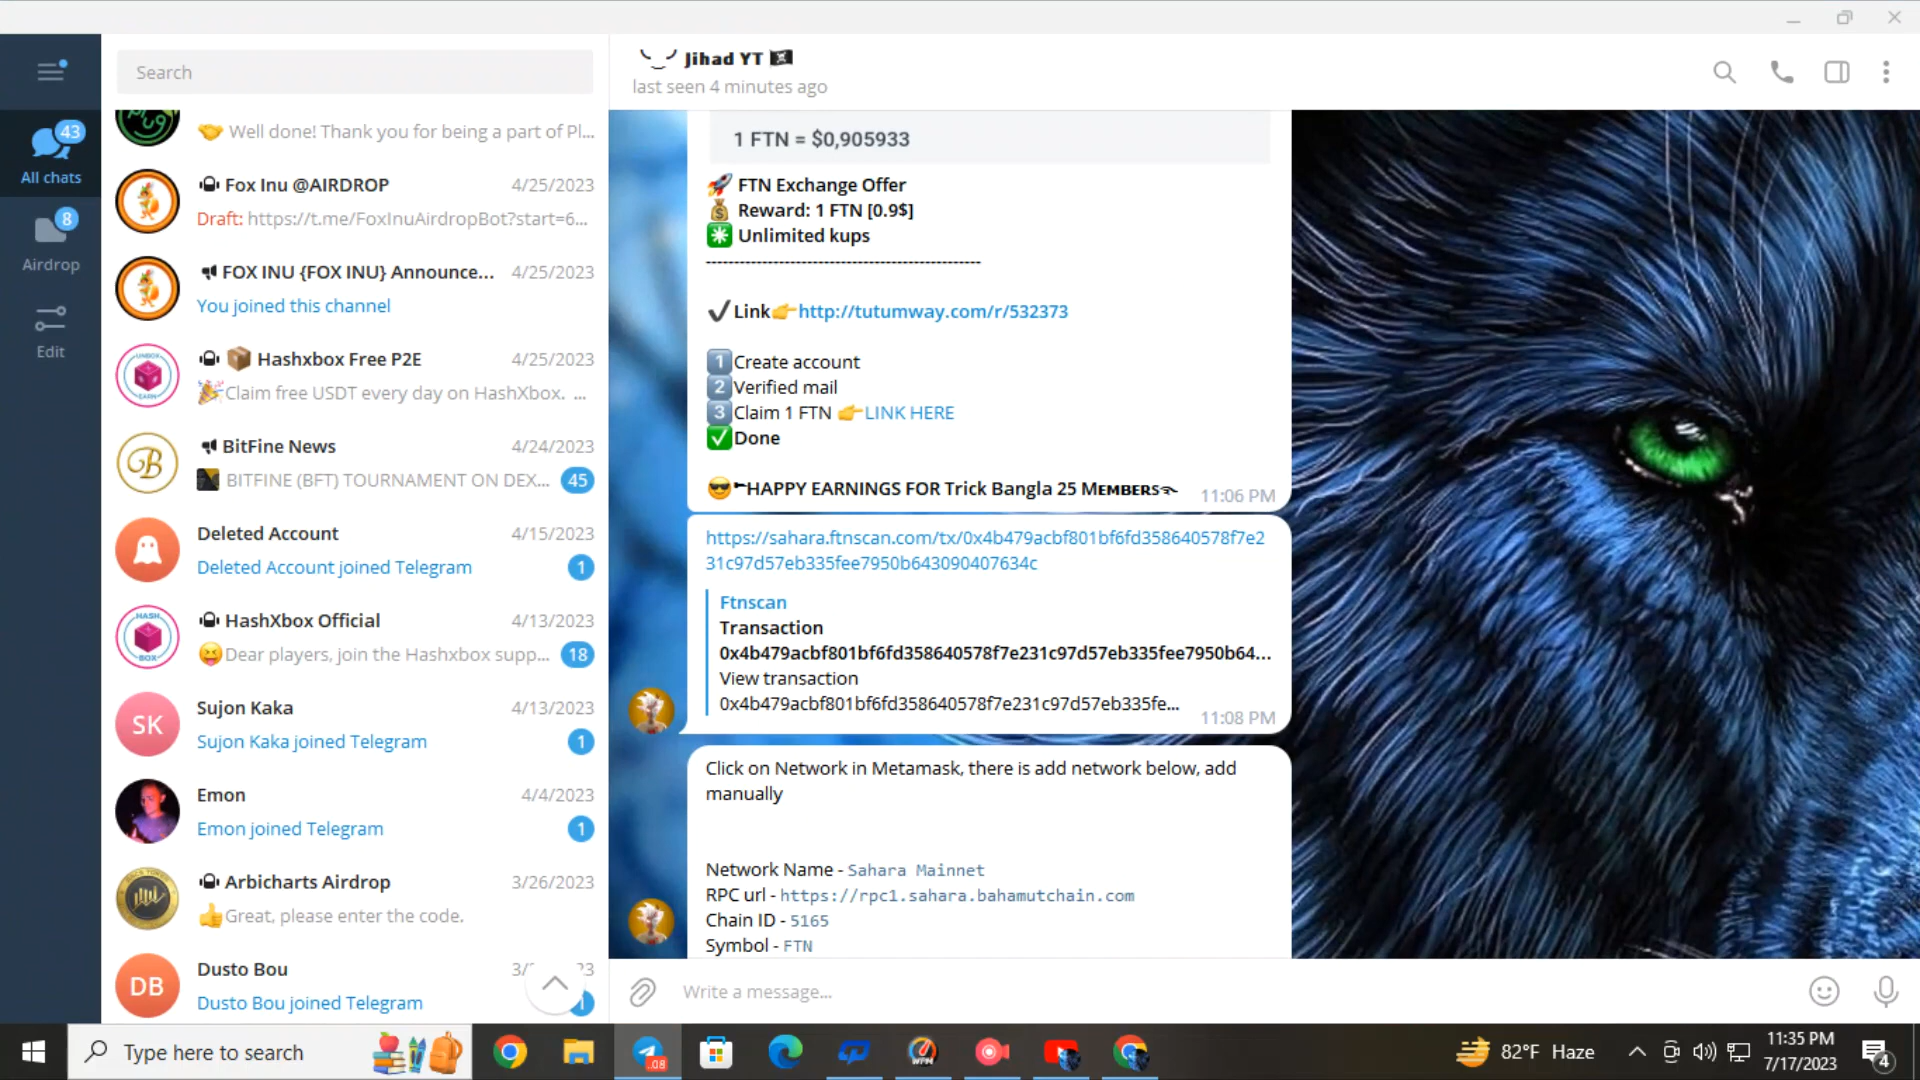 Search
Well done! Thank you for being a part of Pl...
Fox Inu @AIRDROP 4/25/2023
Draft: https://t.me/FoxInuAirdropBot?start=6...
FOX INU {FOX INU} Announce... 4/25/2023
You joined this channel
Hashxbox Free P2E 4/25/2023
Claim free USDT every day on HashXbox. ...
BitFine News 4/24/2023
BITFINE (BFT) TOURNAMENT ON DEX... 45
Deleted Account 4/15/2023
Deleted Account joined Telegram 1
HashXbox Official 4/13/2023
Dear players, join the Hashxbox supp... 18
SK
Sujon Kaka 4/13/2023
Sujon Kaka joined Telegram 1
Emon 4/4/2023
Emon joined Telegram 1
Arbicharts Airdrop 3/26/2023
Great, please enter the code.
DB
Dusto Bou
Dusto Bou joined Telegram
43
All chats
8
Airdrop
Edit
Jihad YT
last seen 4 minutes ago
1 FTN = $0,905933
FTN Exchange Offer
Reward: 1 FTN [0.9$]
Unlimited kups
-----------------------------------------------
Link http://tutumway.com/r/532373
1 Create account
2 Verified mail
3 Claim 1 FTN LINK HERE
Done
HAPPY EARNINGS FOR Trick Bangla 25 Mᴇᴍʙᴇʀs
11:06 PM
https://sahara.ftnscan.com/tx/0x4b479acbf801bf6fd358640578f7e2
31c97d57eb335fee7950b643090407634c
Ftnscan
Transaction
0x4b479acbf801bf6fd358640578f7e231c97d57eb335fee7950b64...
View transaction
0x4b479acbf801bf6fd358640578f7e231c97d57eb335fe...
11:08 PM
Click on Network in Metamask, there is add network below, add
manually
Network Name - Sahara Mainnet
RPC url - https://rpc1.sahara.bahamutchain.com
Chain ID - 5165
Symbol - FTN
Write a message...
Type here to search
82°F Haze
11:35 PM
7/17/2023
4